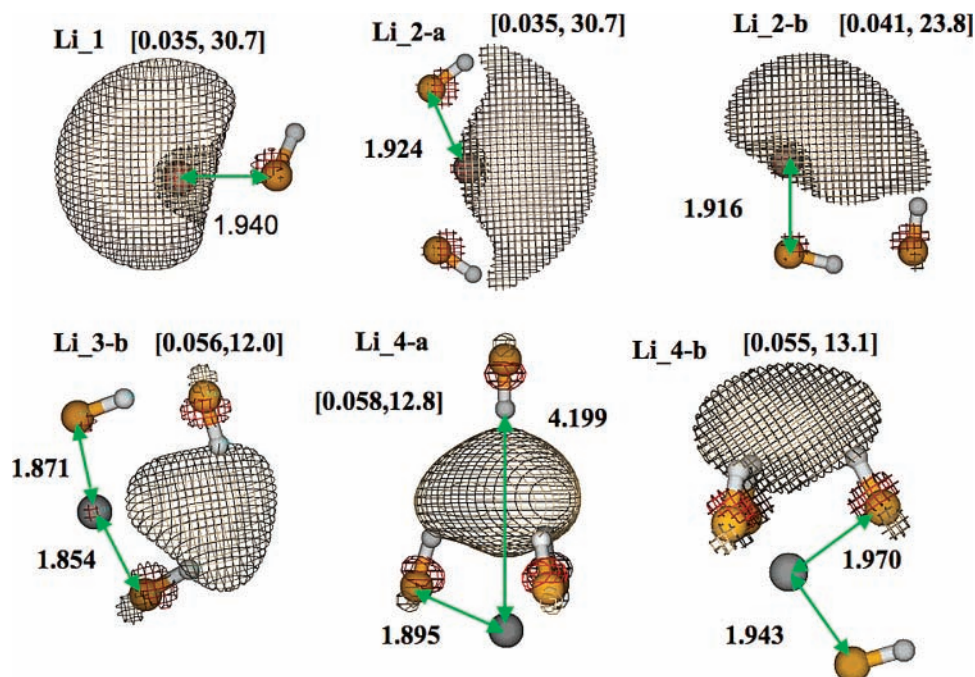 Li_1 [0.035, 30.7]
1.940
Li_2-a [0.035, 30.7]
1.924
Li_2-b [0.041, 23.8]
1.916
Li_3-b [0.056,12.0]
1.871
1.854
Li_4-a
[0.058,12.8]
4.199
1.895
Li_4-b [0.055, 13.1]
1.970
1.943